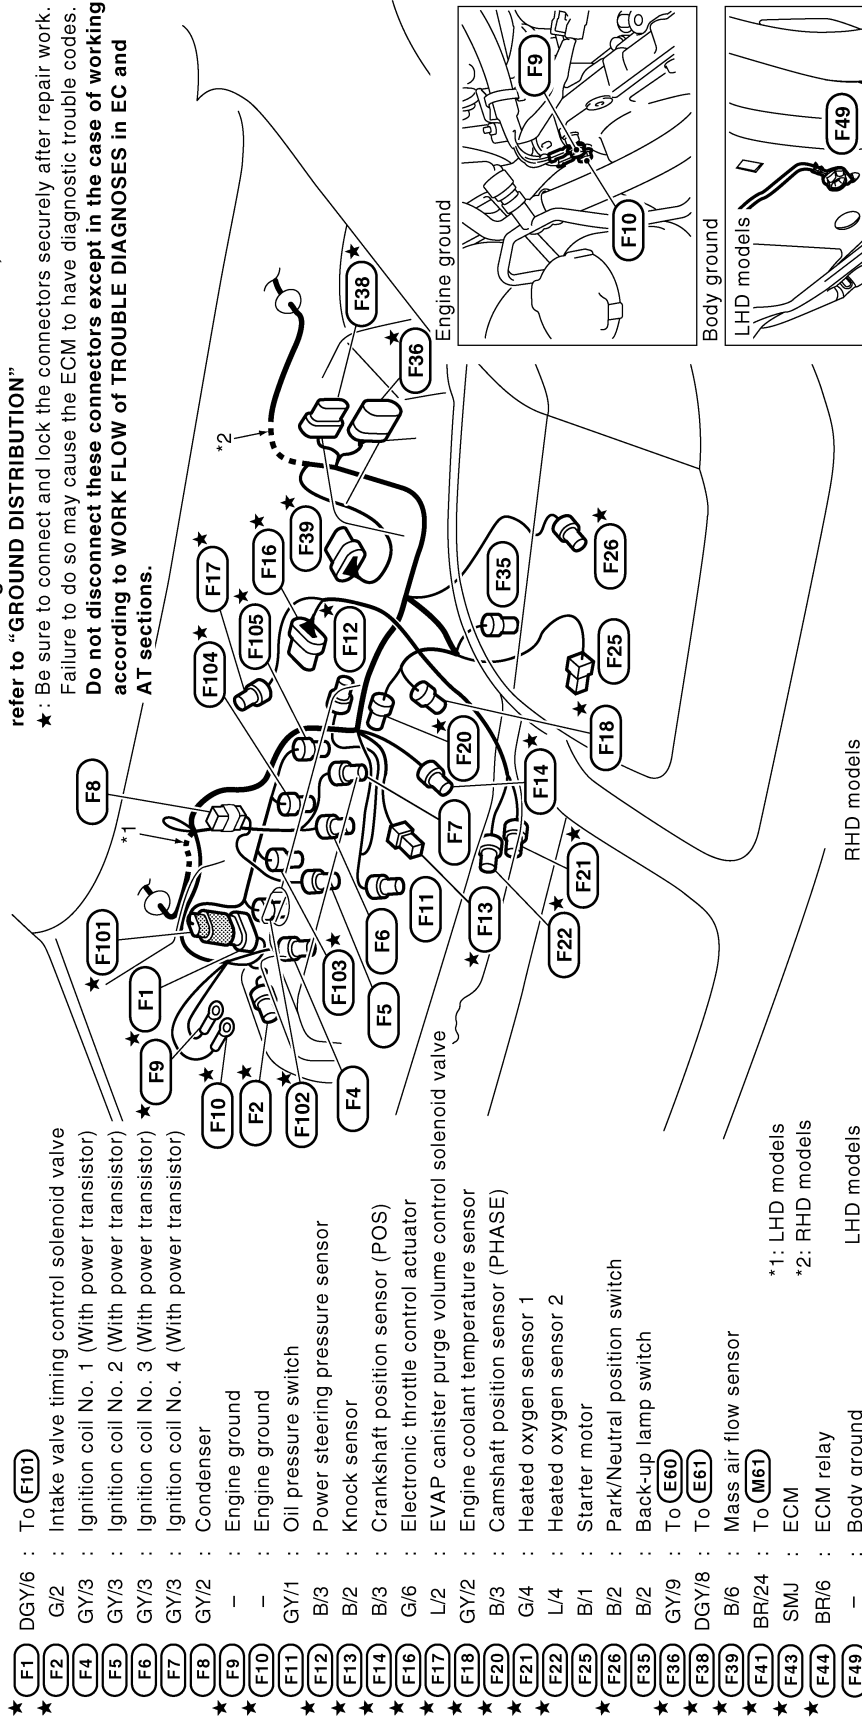 refer to “GROUND DISTRIBUTION”
★: Be sure to connect and lock the connectors securely after repair work.
Failure to do so may cause the ECM to have diagnostic trouble codes.
Do not disconnect these connectors except in the case of working
according to WORK FLOW of TROUBLE DIAGNOSES in EC and
AT sections.
★ F1 DGY/6 : To F101
★ F2 G/2 : Intake valve timing control solenoid valve
F4 GY/3 : Ignition coil No. 1 (With power transistor)
F5 GY/3 : Ignition coil No. 2 (With power transistor)
F6 GY/3 : Ignition coil No. 3 (With power transistor)
F7 GY/3 : Ignition coil No. 4 (With power transistor)
F8 GY/2 : Condenser
★ F9 – : Engine ground
★ F10 – : Engine ground
F11 GY/1 : Oil pressure switch
★ F12 B/3 : Power steering pressure sensor
★ F13 B/2 : Knock sensor
★ F14 B/3 : Crankshaft position sensor (POS)
★ F16 G/6 : Electronic throttle control actuator
★ F17 L/2 : EVAP canister purge volume control solenoid valve
★ F18 GY/2 : Engine coolant temperature sensor
★ F20 B/3 : Camshaft position sensor (PHASE)
★ F21 G/4 : Heated oxygen sensor 1
★ F22 L/4 : Heated oxygen sensor 2
F25 B/1 : Starter motor
★ F26 B/2 : Park/Neutral position switch
F35 B/2 : Back-up lamp switch
★ F36 GY/9 : To E60
★ F38 DGY/8 : To E61
★ F39 B/6 : Mass air flow sensor
★ F41 BR/24 : To M61
★ F43 SMJ : ECM
★ F44 BR/6 : ECM relay
F49 – : Body ground
*1: LHD models
*2: RHD models
LHD models
RHD models
★ F101
★ F1
★ F9
★ F10
★ F2
★ F102
F4
★ F103
F5
F6
F11
★ F13
★ F22
★ F21
F7
★ F14
★ F20
F18 ★
F25
F35
★ F26
F8
*1
★ F104
★ F17
★ F105
★ F16
★ F12
★ F39
*2
★ F38
★ F36
Engine ground
F9
F10
Body ground
LHD models
F49